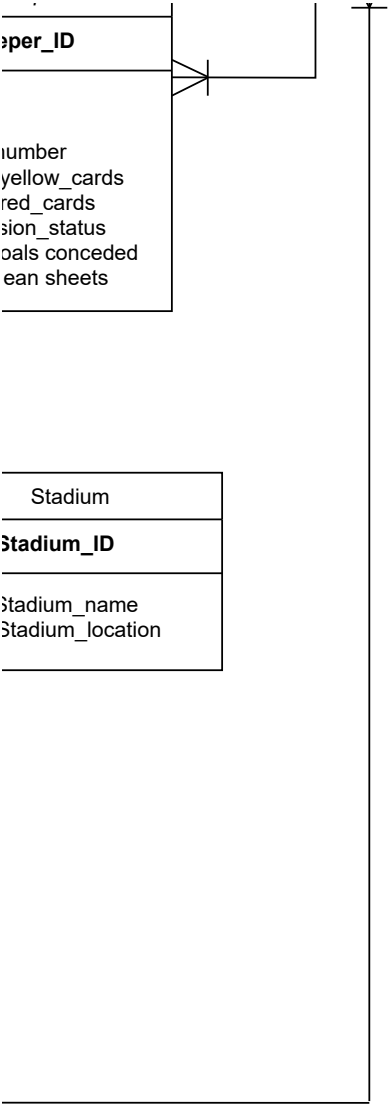 eper_ID
number
yellow_cards
red_cards
sion_status
oals conceded
ean sheets
Stadium
Stadium_ID
Stadium_name
Stadium_location